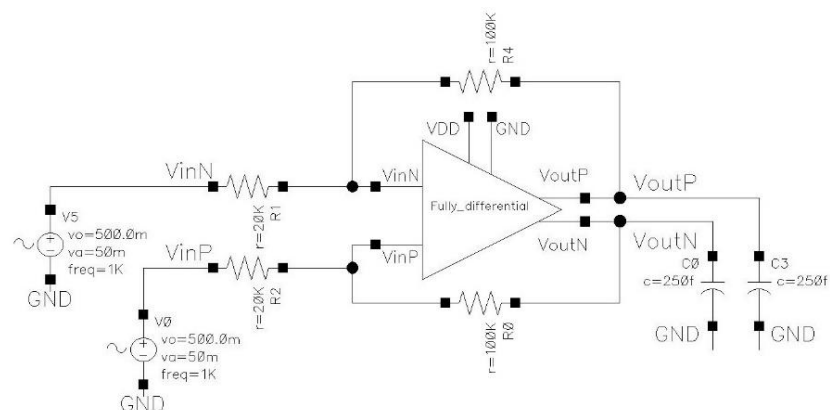 r=100K
R4
VDD
GND
VinN
r=20K
R1
VinN
Fully_differential
VoutP
VoutP
V5
vo=500.0m
va=50m
freq=1K
GND
VinP
r=20K
R2
VinP
VoutN
VoutN
C0
c=250f
C3
c=250f
r=100K
R0
GND
GND
V0
vo=500.0m
va=50m
freq=1K
GND